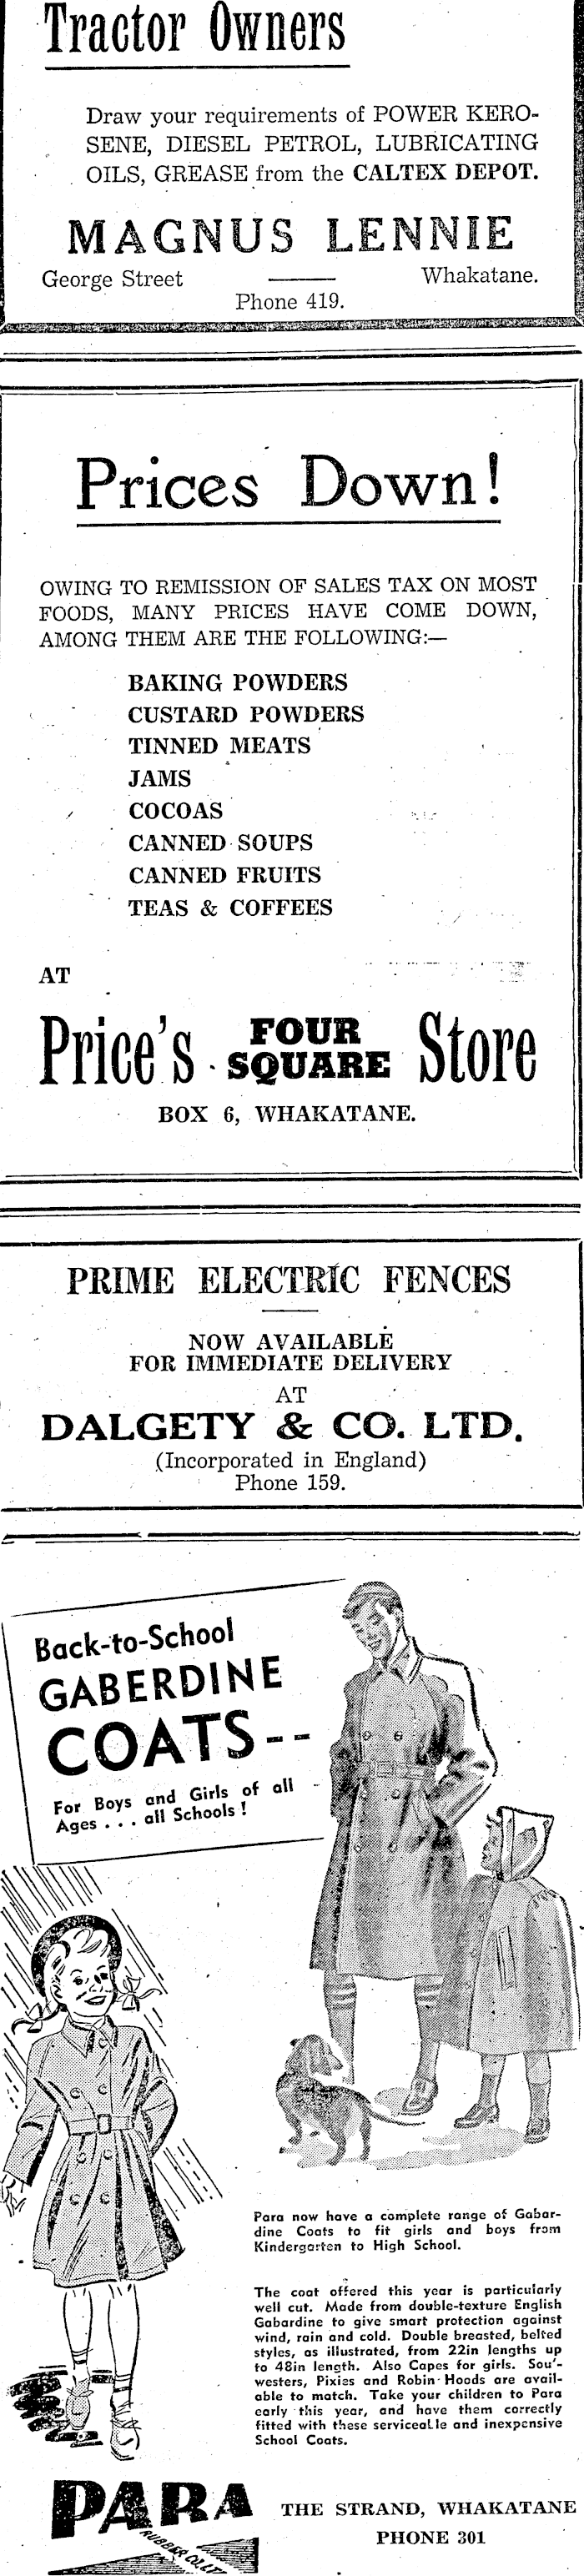 Tractor Owners
Draw your requirements of POWER KERO-
SENE, DIESEL PETROL, LUBRICATING
OILS, GREASE from the CALTEX DEPOT.
MAGNUS LENNIE
George Street Whakatane.
Phone 419.
Prices Down!
OWING TO REMISSION OF SALES TAX ON MOST
FOODS, MANY PRICES HAVE COME DOWN,
AMONG THEM ARE THE FOLLOWING:—
BAKING POWDERS
CUSTARD POWDERS
TINNED MEATS
JAMS
COCOAS
CANNED SOUPS
CANNED FRUITS
TEAS & COFFEES
AT
Price's FOUR SQUARE Store
BOX 6, WHAKATANE.
PRIME ELECTRIC FENCES
NOW AVAILABLE
FOR IMMEDIATE DELIVERY
AT
DALGETY & CO. LTD.
(Incorporated in England)
Phone 159.
Back-to-School
GABERDINE
COATS--
For Boys and Girls of all
Ages . . . all Schools !
Para now have a complete range of Gabar-
dine Coats to fit girls and boys from
Kindergarten to High School.
The coat offered this year is particularly
well cut. Made from double-texture English
Gabardine to give smart protection against
wind, rain and cold. Double breasted, belted
styles, as illustrated, from 22in lengths up
to 48in length. Also Capes for girls. Sou'-
westers, Pixies and Robin Hoods are avail-
able to match. Take your children to Para
early this year, and have them correctly
fitted with these serviceable and inexpensive
School Coats.
PARA
RUBBER CO. LTD.
THE STRAND, WHAKATANE
PHONE 301